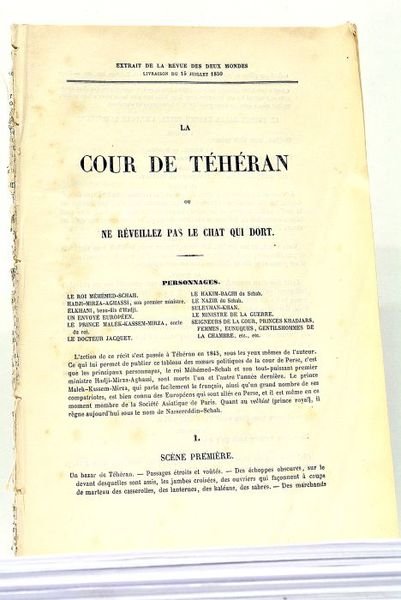 EXTRAIT DE LA REVUE DES DEUX MONDES
LIVRAISON DU 15 JUILLET 1850
LA
COUR DE TÉHÉRAN
OU
NE RÉVEILLEZ PAS LE CHAT QUI DORT.
PERSONNAGES.
LE ROI MÉHÉMED-SCHAH.
HADJI-MIRZA-AGHASSI, son premier ministre.
ÉLKHANI, beau-fils d'Hadji.
UN ENVOYÉ EUROPÉEN.
LE PRINCE MALEK-KASSEM-MIRZA, oncle
du roi.
LE DOCTEUR JACQUET.
LE HAKIM-BACHI du Schah.
LE NAZIR du Schah.
SULEYMAN-KHAN.
LE MINISTRE DE LA GUERRE.
SEIGNEURS DE LA COUR, PRINCES KHADJARS,
FEMMES, EUNUQUES, GENTILSHOMMES DE
LA CHAMBRE, etc., etc.
L'action de ce récit s'est passée à Téhéran en 1845, sous les yeux mêmes de l'auteur.
Ce qui lui permet de publier ce tableau des mœurs politiques de la cour de Perse, c'est
que les principaux personnages, le roi Méhémed-Schah et son tout-puissant premier
ministre Hadji-Mirza-Aghassi, sont morts l'un et l'autre l'année dernière. Le prince
Malek-Kassem-Mirza, qui parle facilement le français, ainsi qu'un grand nombre de ses
compatriotes, est bien connu des Européens qui sont allés en Perse, et il est même en ce
moment membre de la Société Asiatique de Paris. Quant au véliahd (prince royal), il
règne aujourd'hui sous le nom de Nassereddin-Schah.
I.
SCÈNE PREMIÈRE.
Un bazar de Téhéran. — Passages étroits et voûtés. — Des échoppes obscures, sur le
devant desquelles sont assis, les jambes croisées, des ouvriers qui façonnent à coups
de marteau des casserolles, des lanternes, des kaléuns, des sabres. — Des marchands